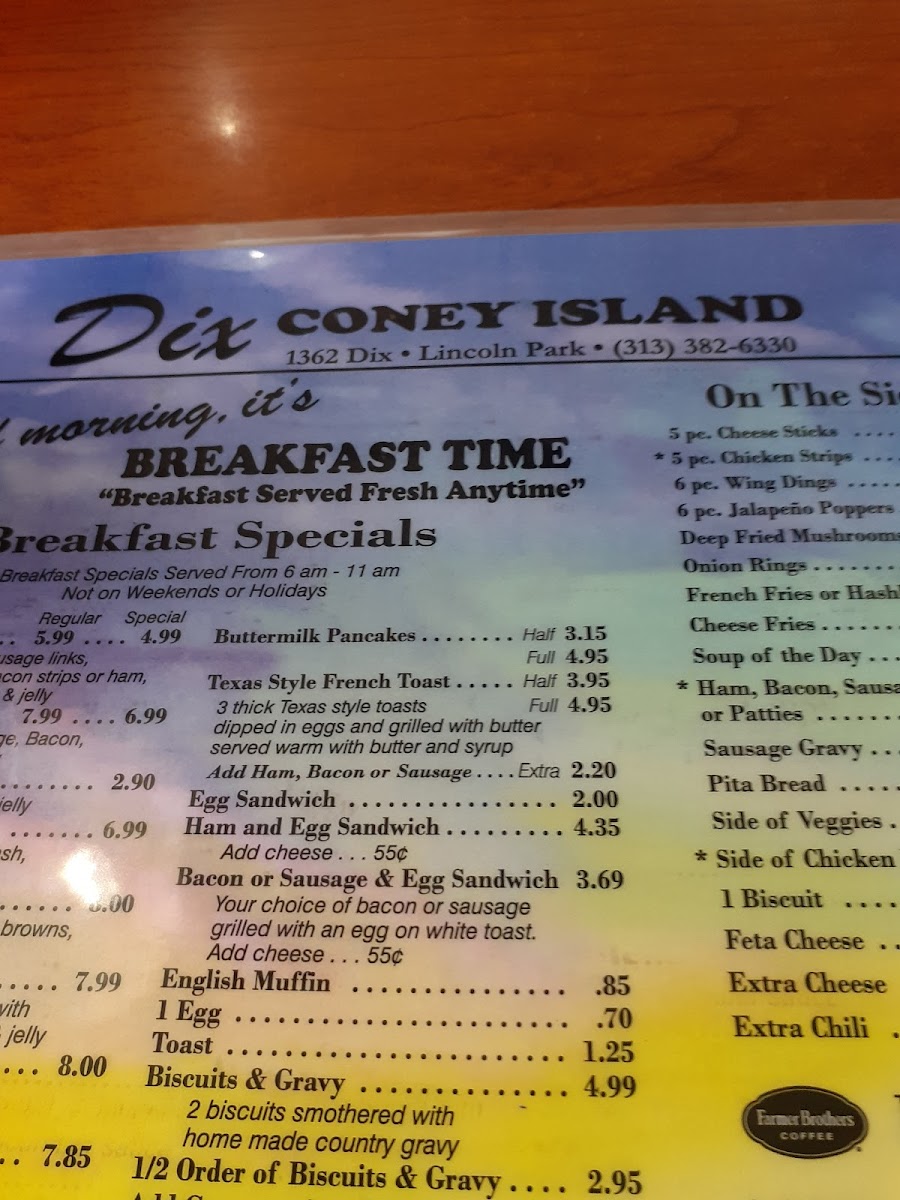 Dix CONEY ISLAND
1362 Dix • Lincoln Park • (313) 382-6330
morning, it's
BREAKFAST TIME
"Breakfast Served Fresh Anytime"
Breakfast Specials
Breakfast Specials Served From 6 am - 11 am
Not on Weekends or Holidays
Regular Special
.. 5.99 .... 4.99
links,
strips or ham,
& jelly
7.99 .... 6.99
Bacon,
........ 2.90
jelly
....... 6.99
...... 8.00
browns,
..... 7.99
with
jelly
... 8.00
.. 7.85
Buttermilk Pancakes ........ Half 3.15
Full 4.95
Texas Style French Toast ..... Half 3.95
3 thick Texas style toasts Full 4.95
dipped in eggs and grilled with butter
served warm with butter and syrup
Add Ham, Bacon or Sausage .... Extra 2.20
Egg Sandwich ................ 2.00
Ham and Egg Sandwich ......... 4.35
Add cheese . . . 55¢
Bacon or Sausage & Egg Sandwich 3.69
Your choice of bacon or sausage
grilled with an egg on white toast.
Add cheese . . . 55¢
English Muffin ................ .85
1 Egg ........................ .70
Toast ......................... 1.25
Biscuits & Gravy ............... 4.99
2 biscuits smothered with
home made country gravy
1/2 Order of Biscuits & Gravy .... 2.95
On The
5 pc. Cheese Sticks ....
* 5 pc. Chicken Strips ....
6 pc. Wing Dings .....
6 pc. Jalapeño Poppers
Deep Fried Mushrooms
Onion Rings .......
French Fries or
Cheese Fries ......
Soup of the Day ...
* Ham, Bacon,
or Patties .......
Sausage Gravy ...
Pita Bread .....
Side of Veggies .
* Side of Chicken
1 Biscuit ....
Feta Cheese ..
Extra Cheese
Extra Chili .
Farmer Brothers
COFFEE